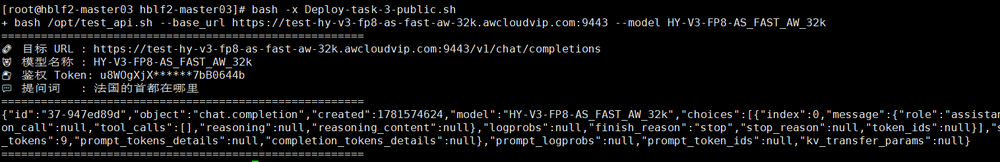 [root@hblf2-master03 hblf2-master03]# bash -x Deploy-task-3-public.sh
+ bash /opt/test_api.sh --base_url https://test-hy-v3-fp8-as-fast-aw-32k.awcloudvip.com:9443 --model HY-V3-FP8-AS_FAST_AW_32k
=======================================================
目标 URL : https://test-hy-v3-fp8-as-fast-aw-32k.awcloudvip.com:9443/v1/chat/completions
模型名称 : HY-V3-FP8-AS_FAST_AW_32k
鉴权 Token: u8WOgXjX******7bB0644b
提问词 : 法国的首都在哪里
=======================================================
{"id":"37-947ed89d","object":"chat.completion","created":1781574624,"model":"HY-V3-FP8-AS_FAST_AW_32k","choices":[{"index":0,"message":{"role":"assistan
on_call":null,"tool_calls":[],"reasoning":null,"reasoning_content":null},"logprobs":null,"finish_reason":"stop","stop_reason":null,"token_ids":null}],"s
_tokens":9,"prompt_tokens_details":null,"completion_tokens_details":null},"prompt_logprobs":null,"prompt_token_ids":null,"kv_transfer_params":null}
=======================================================